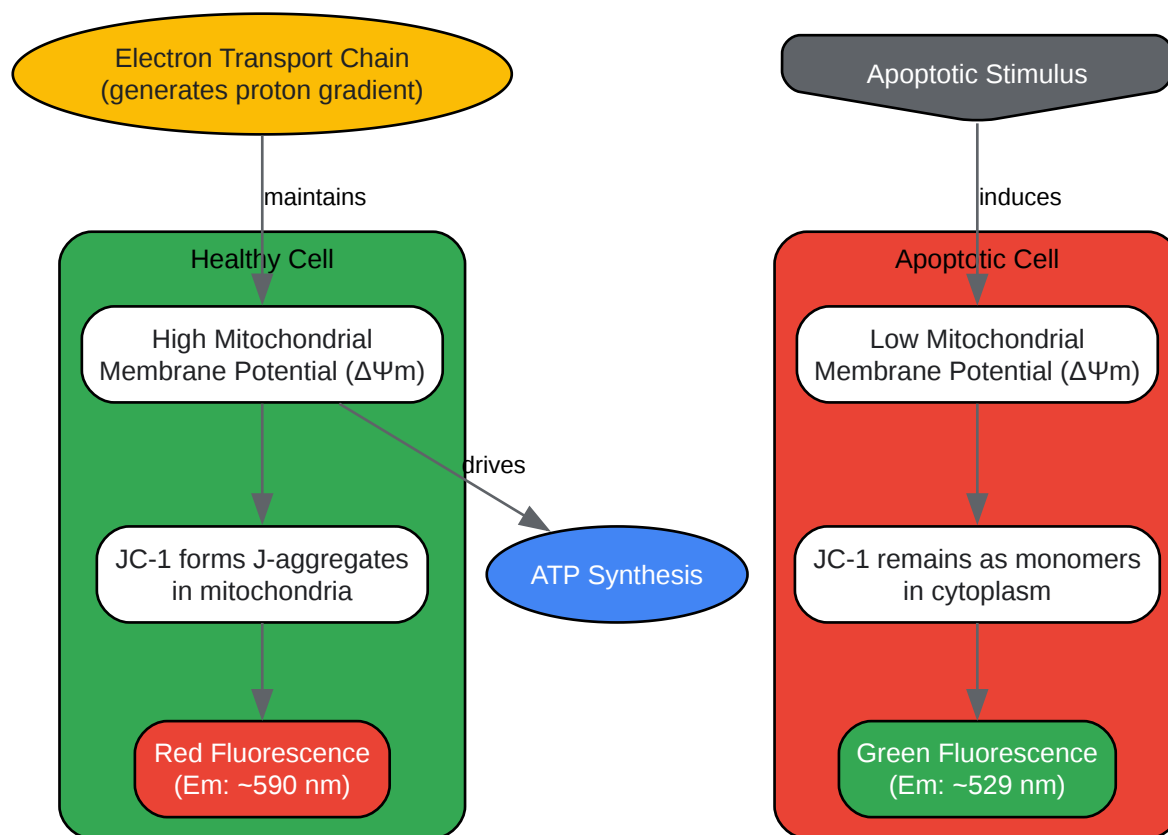 Electron Transport Chain
(generates proton gradient)
Apoptotic Stimulus
maintains
induces
Healthy Cell
Apoptotic Cell
High Mitochondrial
Membrane Potential (ΔΨm)
Low Mitochondrial
Membrane Potential (ΔΨm)
drives
JC-1 forms J-aggregates
in mitochondria
ATP Synthesis
JC-1 remains as monomers
in cytoplasm
Red Fluorescence
(Em: ~590 nm)
Green Fluorescence
(Em: ~529 nm)